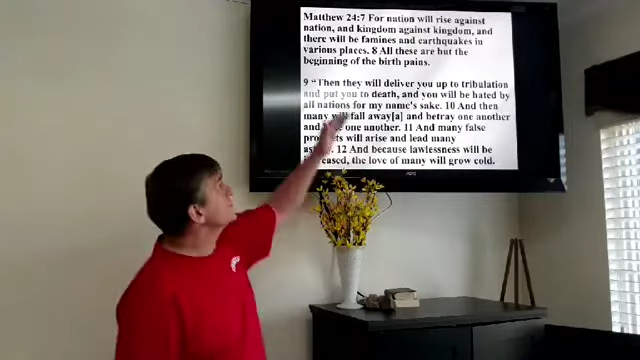 Matthew 24:7 For nation will rise against
nation, and kingdom against kingdom, and
there will be famines and earthquakes in
various places. 8 All these are but the
beginning of the birth pains.
9 “Then they will deliver you up to tribulation
and put you to death, and you will be hated by
all nations for my name's sake. 10 And then
many will fall away[a] and betray one another
and hate one another. 11 And many false
prophets will arise and lead many
astray. 12 And because lawlessness will be
increased, the love of many will grow cold.